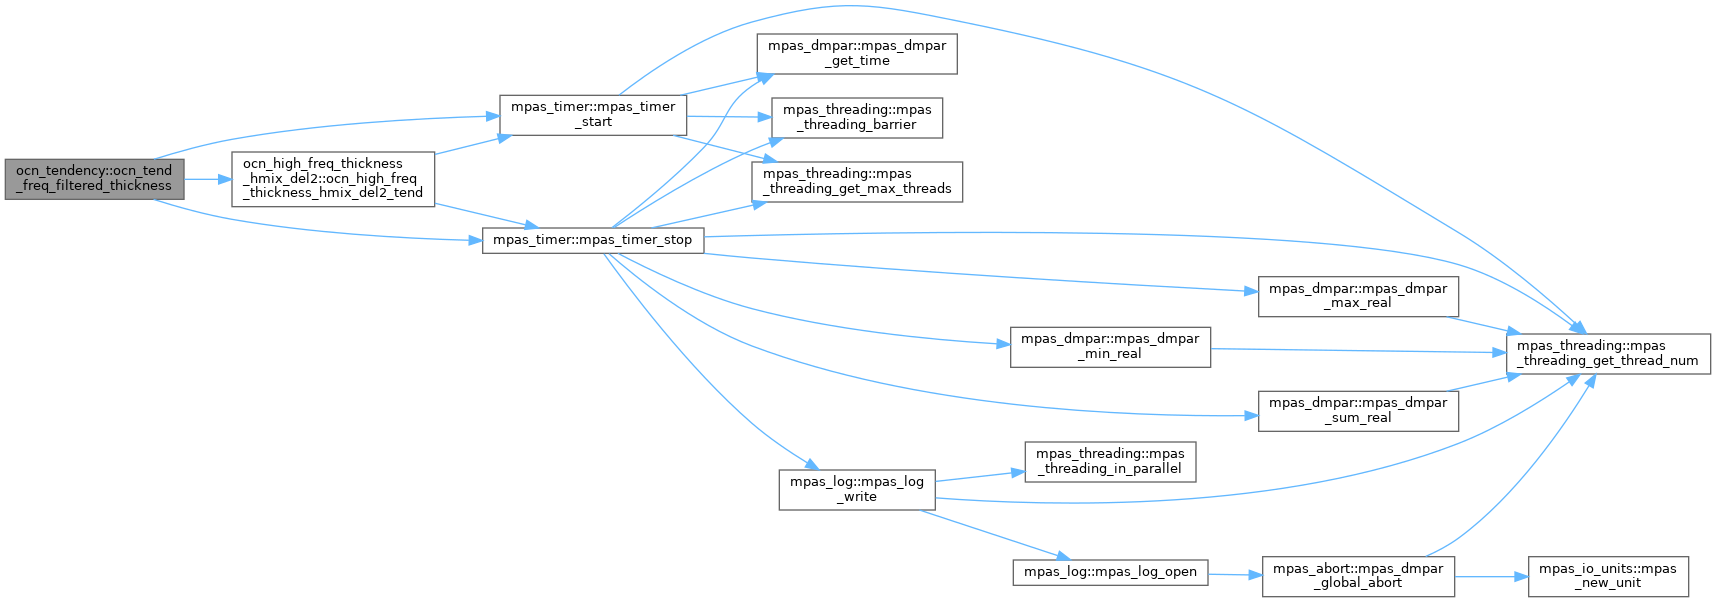 ocn_tendency::ocn_tend
_freq_filtered_thickness
ocn_high_freq_thickness
_hmix_del2::ocn_high_freq
_thickness_hmix_del2_tend
mpas_timer::mpas_timer
_start
mpas_timer::mpas_timer_stop
mpas_dmpar::mpas_dmpar
_get_time
mpas_threading::mpas
_threading_barrier
mpas_threading::mpas
_threading_get_max_threads
mpas_log::mpas_log
_write
mpas_dmpar::mpas_dmpar
_min_real
mpas_threading::mpas
_threading_in_parallel
mpas_log::mpas_log_open
mpas_dmpar::mpas_dmpar
_max_real
mpas_dmpar::mpas_dmpar
_sum_real
mpas_abort::mpas_dmpar
_global_abort
mpas_threading::mpas
_threading_get_thread_num
mpas_io_units::mpas
_new_unit